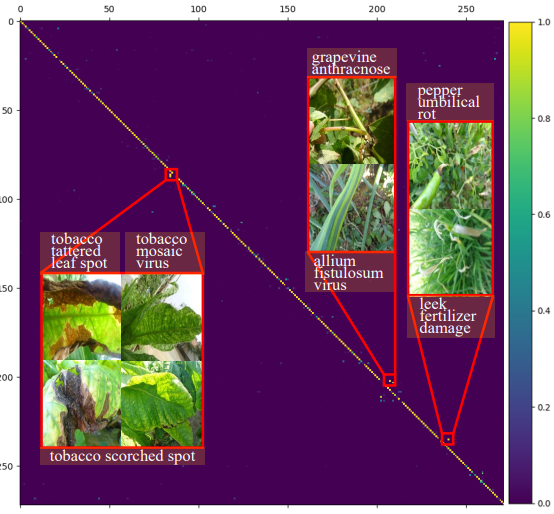 0 50 100 150 200 250
0
50
100
150
200
250
1.0
0.8
0.6
0.4
0.2
0.0
grapevine
anthracnose
pepper
umbilical
rot
tobacco
tattered
leaf spot
tobacco
mosaic
virus
allium
fistulosum
virus
leek
fertilizer
damage
tobacco scorched spot